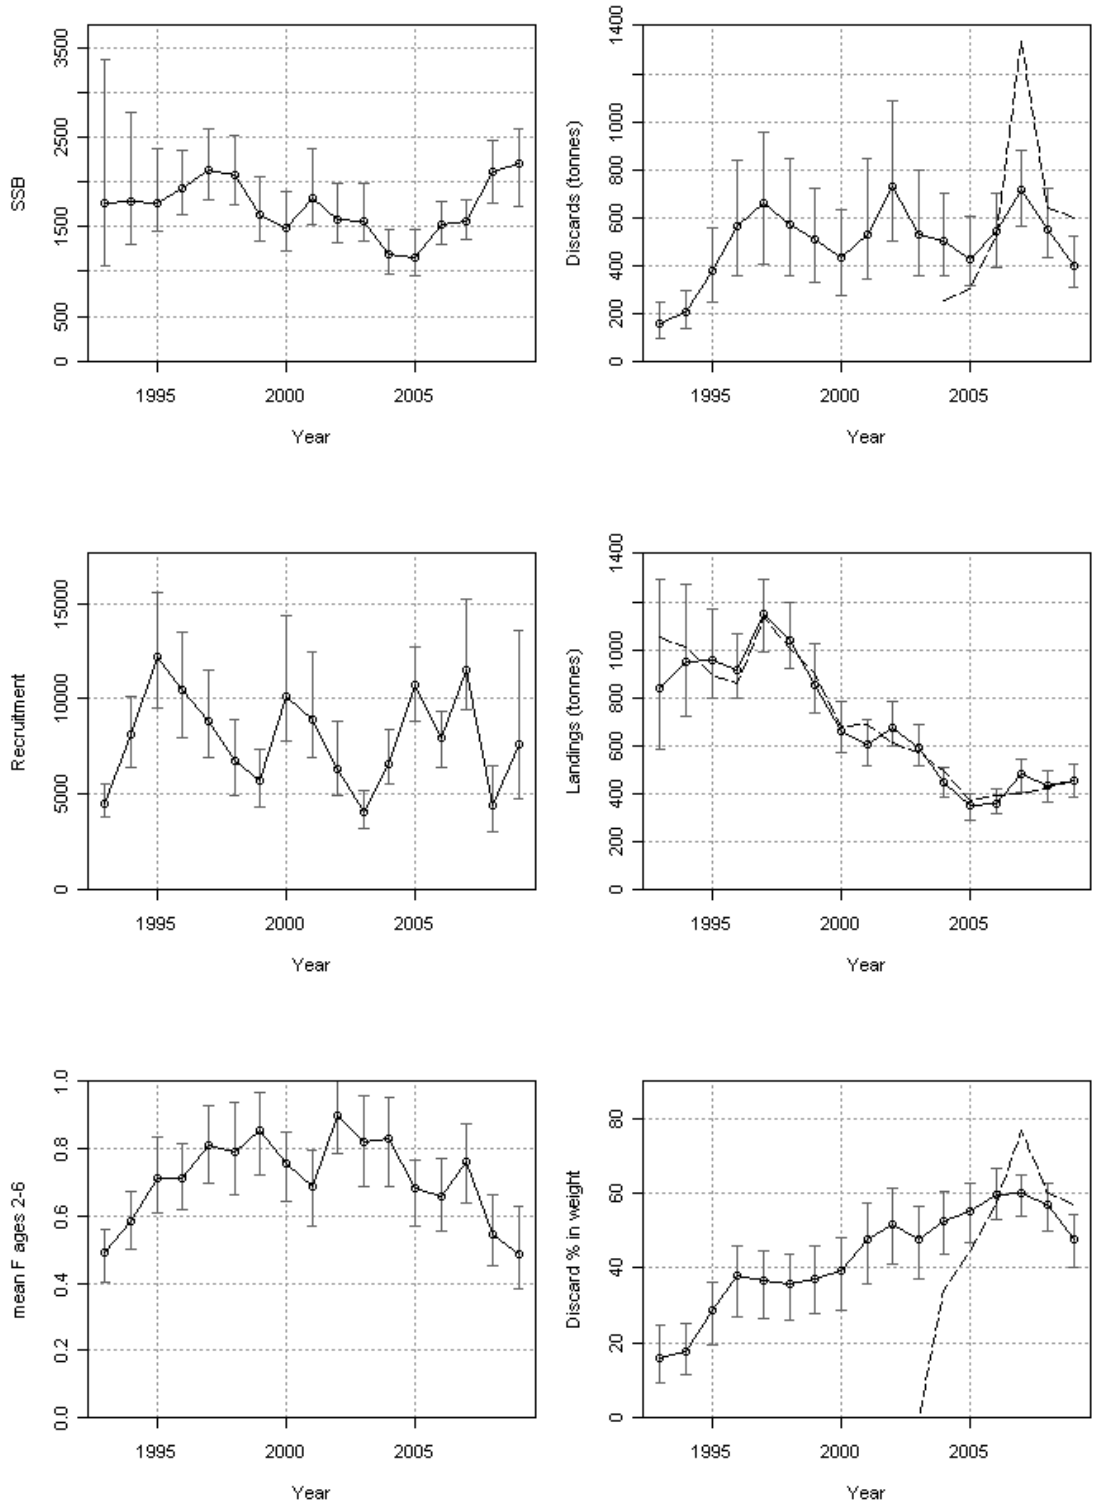 SSB
3500
2500
1500
500
0
1995 2000 2005
Year
Discards (tonnes)
1400
1000
800
600
400
200
0
1995 2000 2005
Year
Recruitment
15000
10000
5000
0
1995 2000 2005
Year
Landings (tonnes)
1400
1000
800
600
400
200
0
1995 2000 2005
Year
mean F ages 2-6
1.0
0.8
0.6
0.4
0.2
0.0
1995 2000 2005
Year
Discard % in weight
80
60
40
20
0
1995 2000 2005
Year